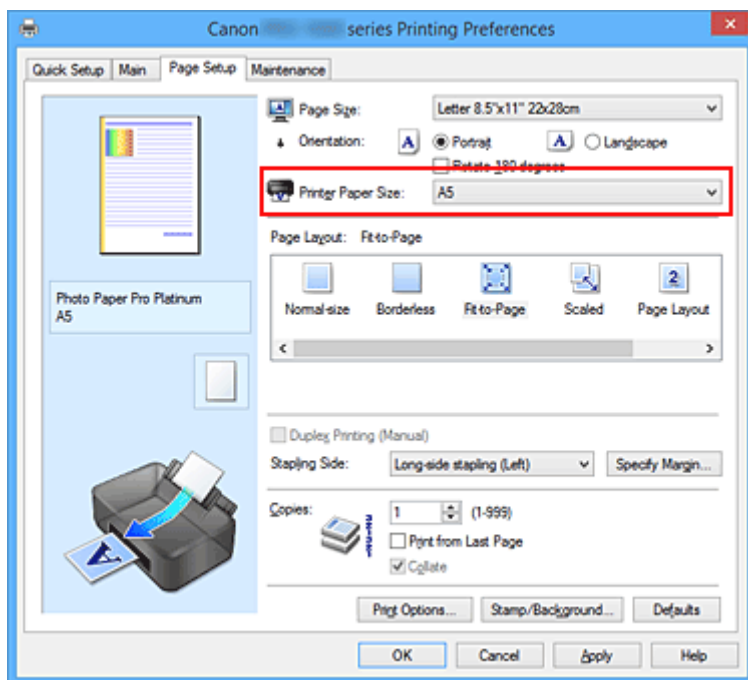 Canon series Printing Preferences
Quick Setup Main Page Setup Maintenance
Page Size: Letter 8.5"x11" 22x28cm
Orientation: A Portrait A Landscape
Rotate 180 degrees
Printer Paper Size: A5
Page Layout: Fit-to-Page
Normal-size Borderless Fit-to-Page Scaled Page Layout
Photo Paper Pro Platinum
A5
Duplex Printing (Manual)
Stapling Side: Long-side stapling (Left) Specify Margin...
Copies: 1 (1-999)
Print from Last Page
Collate
Print Options... Stamp/Background... Defaults
OK Cancel Apply Help